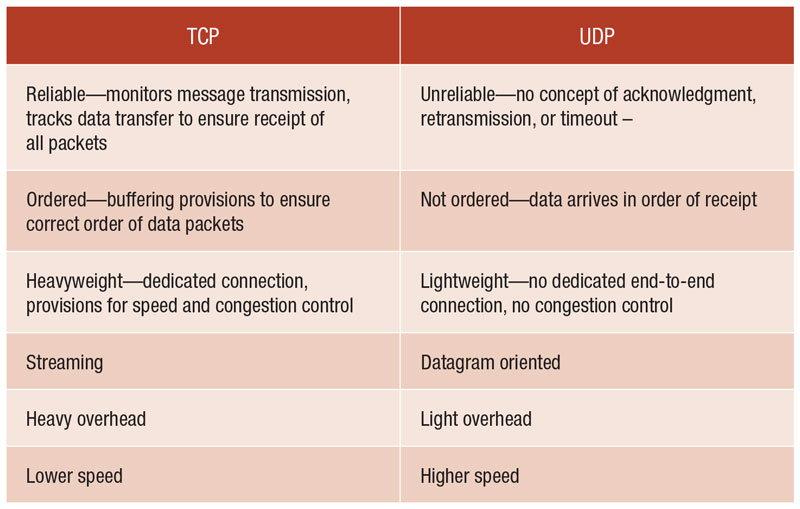 TCP
UDP
Reliable—monitors message transmission,
tracks data transfer to ensure receipt of
all packets
Unreliable—no concept of acknowledgment,
retransmission, or timeout –
Ordered—buffering provisions to ensure
correct order of data packets
Not ordered—data arrives in order of receipt
Heavyweight—dedicated connection,
provisions for speed and congestion control
Lightweight—no dedicated end-to-end
connection, no congestion control
Streaming
Datagram oriented
Heavy overhead
Light overhead
Lower speed
Higher speed